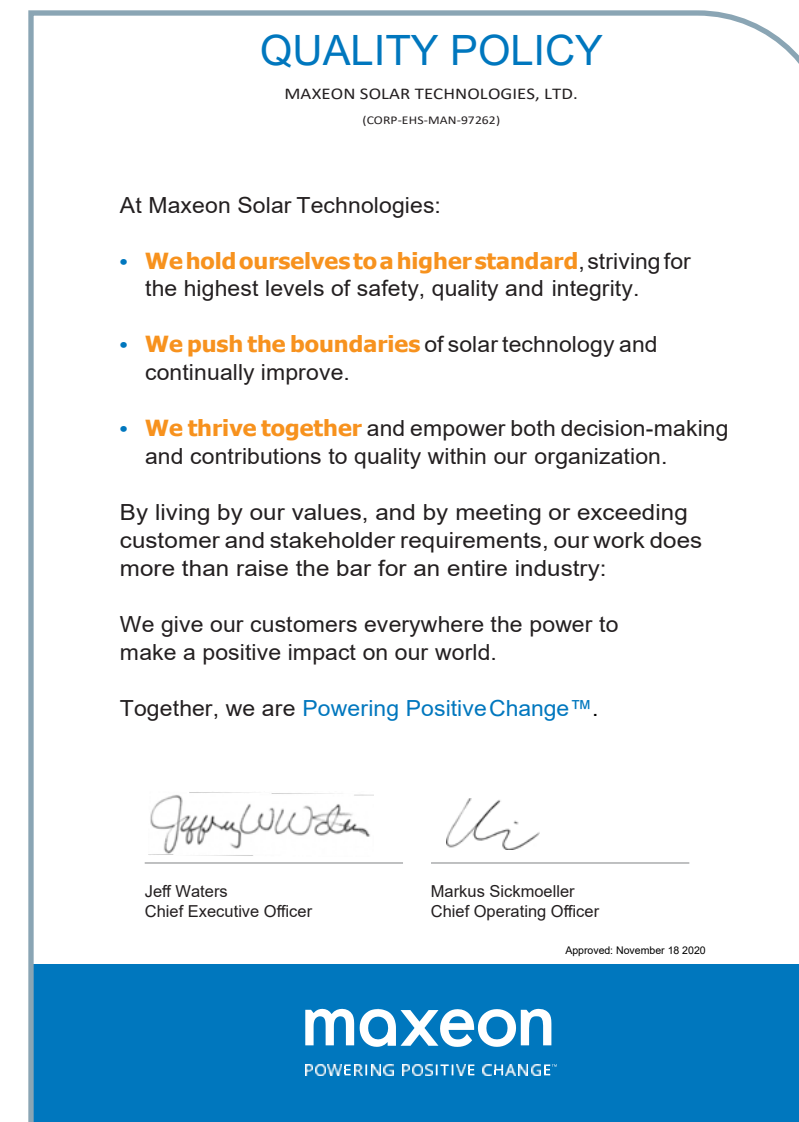 QUALITY POLICY
MAXEON SOLAR TECHNOLOGIES, LTD.
(CORP-EHS-MAN-97262)
At Maxeon Solar Technologies:
• We hold ourselves to a higher standard, striving for
the highest levels of safety, quality and integrity.
• We push the boundaries of solar technology and
continually improve.
• We thrive together and empower both decision-making
and contributions to quality within our organization.
By living by our values, and by meeting or exceeding
customer and stakeholder requirements, our work does
more than raise the bar for an entire industry:
We give our customers everywhere the power to
make a positive impact on our world.
Together, we are Powering Positive Change™.
Jeffrey W Waters
Jeff Waters
Chief Executive Officer
Markus Sickmoeller
Chief Operating Officer
Approved: November 18 2020
maxeon
POWERING POSITIVE CHANGE™